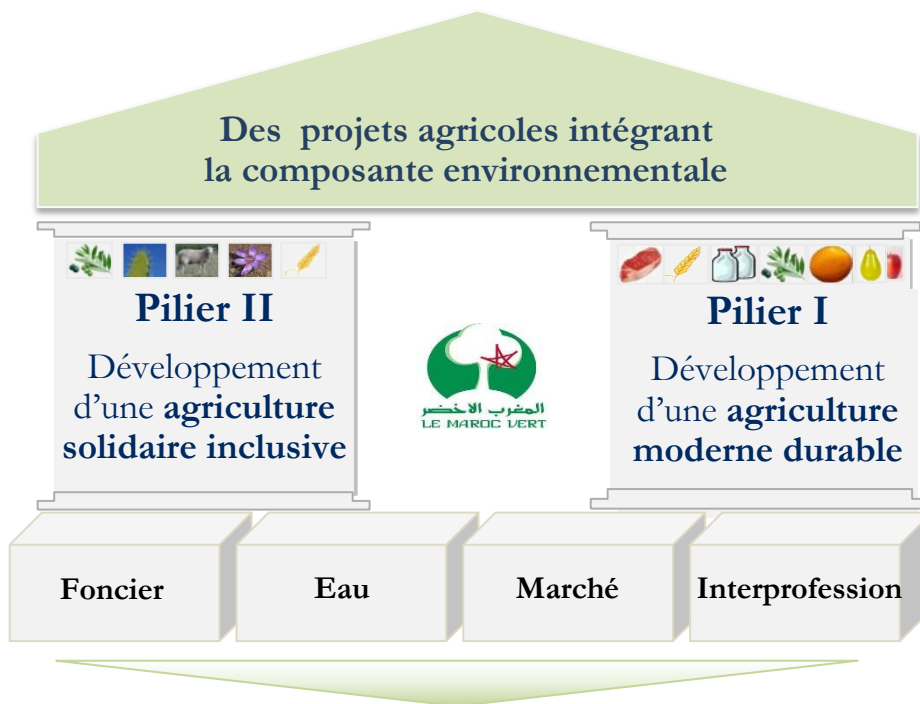 Des projets agricoles intégrant
la composante environnementale
Pilier II
Développement
d’une agriculture
solidaire inclusive
المغرب الاخضر
LE MAROC VERT
Pilier I
Développement
d’une agriculture
moderne durable
Foncier
Eau
Marché
Interprofession